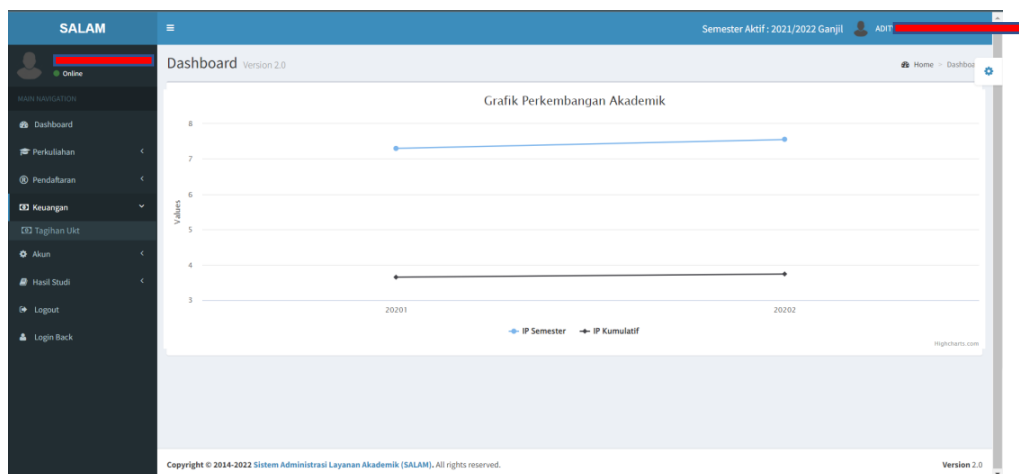 SALAM
Semester Aktif : 2021/2022 Ganjil
ADIT
Online
Dashboard Version 2.0
Home > Dashboa
MAIN NAVIGATION
Dashboard
Perkuliahan
Pendaftaran
Keuangan
Tagihan Ukt
Akun
Hasil Studi
Logout
Login Back
Grafik Perkembangan Akademik
Values
8
7
6
5
4
3
20201
20202
IP Semester
IP Kumulatif
Highcharts.com
Copyright © 2014-2022 Sistem Administrasi Layanan Akademik (SALAM). All rights reserved.
Version 2.0